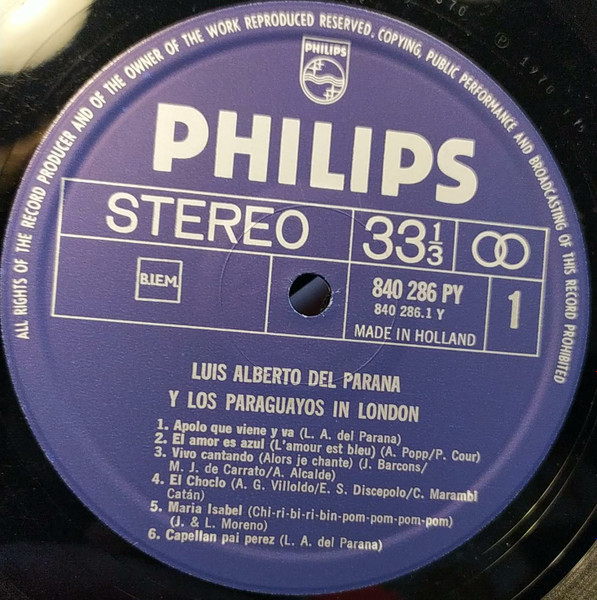 ALL RIGHTS OF THE RECORD PRODUCER AND OF THE OWNER OF THE WORK REPRODUCED RESERVED. COPYING, PUBLIC PERFORMANCE AND BROADCASTING OF THIS RECORD PROHIBITED
PHILIPS
PHILIPS
STEREO
33 1/3
B.I.E.M.
840 286 PY
840 286.1 Y
1
MADE IN HOLLAND
LUIS ALBERTO DEL PARANA
Y LOS PARAGUAYOS IN LONDON
1. Apolo que viene y va (L. A. del Parana)
2. El amor es azul (L'amour est bleu) (A. Popp/P. Cour)
3. Vivo cantando (Alors je chante) (J. Barcons/
M. J. de Carrato/A. Alcalde)
4. El Choclo (A. G. Villoldo/E. S. Discepolo/C. Marambi
Catán)
5. Maria Isabel (Chi-ri-bi-ri-bin-pom-pom-pom-pom)
(J. & L. Moreno)
6. Capellan pai perez (L. A. del Parana)